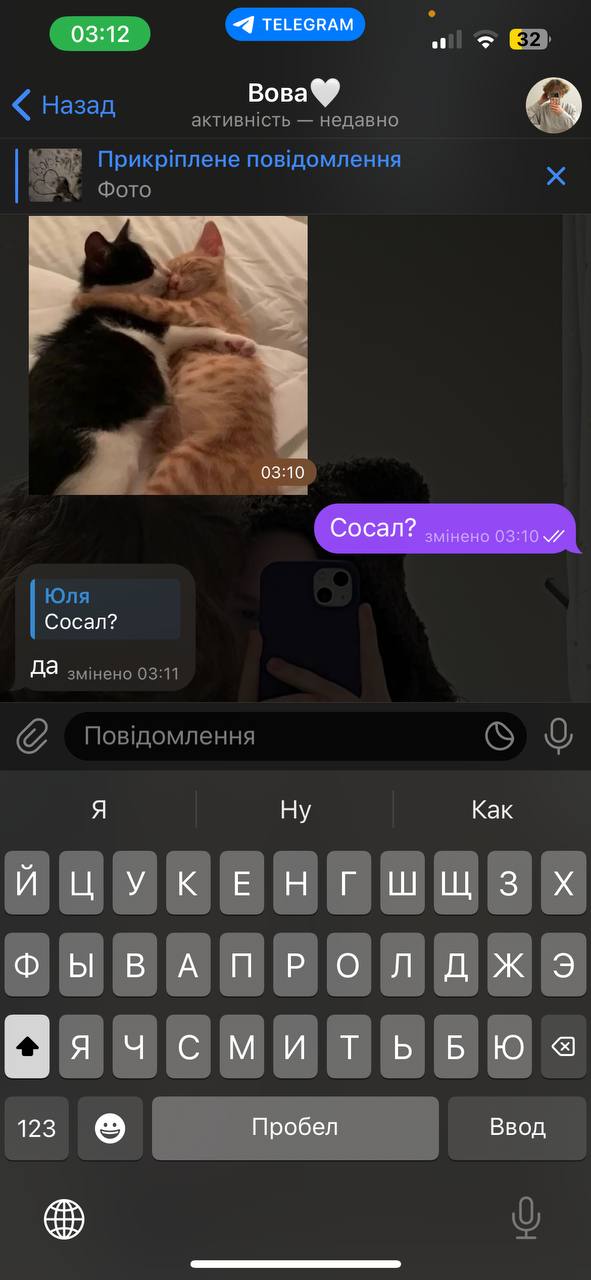 03:12
TELEGRAM
32
Назад
Вова🤍
активність — недавно
Прикріплене повідомлення
Фото
03:10
Сосал? змінено 03:10
Юля
Сосал?
да змінено 03:11
Повідомлення
Я Ну Как
Й Ц У К Е Н Г Ш Щ З Х
Ф Ы В А П Р О Л Д Ж Э
Я Ч С М И Т Ь Б Ю
123 Пробел Ввод